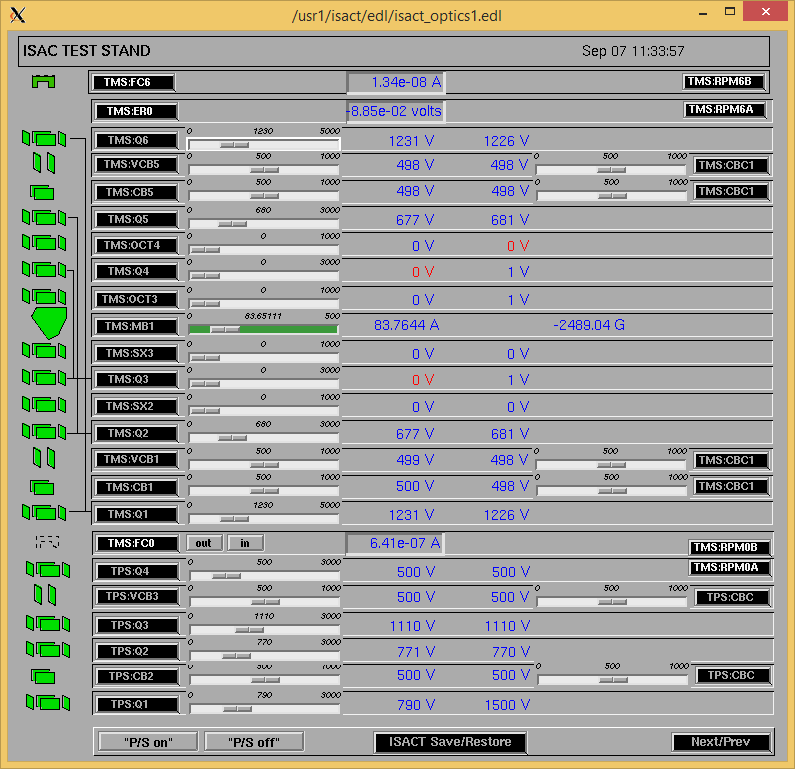 /usr1/isact/edl/isact_optics1.edl
ISAC TEST STAND Sep 07 11:33:57
TMS:FC6 1.34e-08 A TMS:RPM6B
TMS:ER0 -8.85e-02 volts TMS:RPM6A
0 1230 5000
TMS:Q6 1231 V 1226 V
0 500 1000 0 500 1000
TMS:VCB5 498 V 498 V TMS:CBC1
0 500 1000 0 500 1000
TMS:CB5 498 V 498 V TMS:CBC1
0 680 3000
TMS:Q5 677 V 681 V
0 0 1000
TMS:OCT4 0 V 0 V
0 0 1000
TMS:Q4 0 V 1 V
0 0 1000
TMS:OCT3 0 V 1 V
0 83.65111 500
TMS:MB1 83.7644 A -2489.04 G
0 0 1000
TMS:SX3 0 V 0 V
0 0 1000
TMS:Q3 0 V 1 V
0 0 1000
TMS:SX2 0 V 0 V
0 680 3000
TMS:Q2 677 V 681 V
0 500 1000 0 500 1000
TMS:VCB1 499 V 498 V TMS:CBC1
0 500 1000 0 500 1000
TMS:CB1 500 V 498 V TMS:CBC1
0 1230 5000
TMS:Q1 1231 V 1226 V
TMS:FC0 out in 6.41e-07 A TMS:RPM0B
0 500 3000
TPS:Q4 500 V 500 V TMS:RPM0A
0 500 1000 0 500 1000
TPS:VCB3 500 V 500 V TPS:CBC
0 1110 3000
TPS:Q3 1110 V 1110 V
0 770 3000
TPS:Q2 771 V 770 V
0 500 1000 0 500 1000
TPS:CB2 500 V 500 V TPS:CBC
0 790 3000
TPS:Q1 790 V 1500 V
"P/S on" "P/S off" ISACT Save/Restore Next/Prev